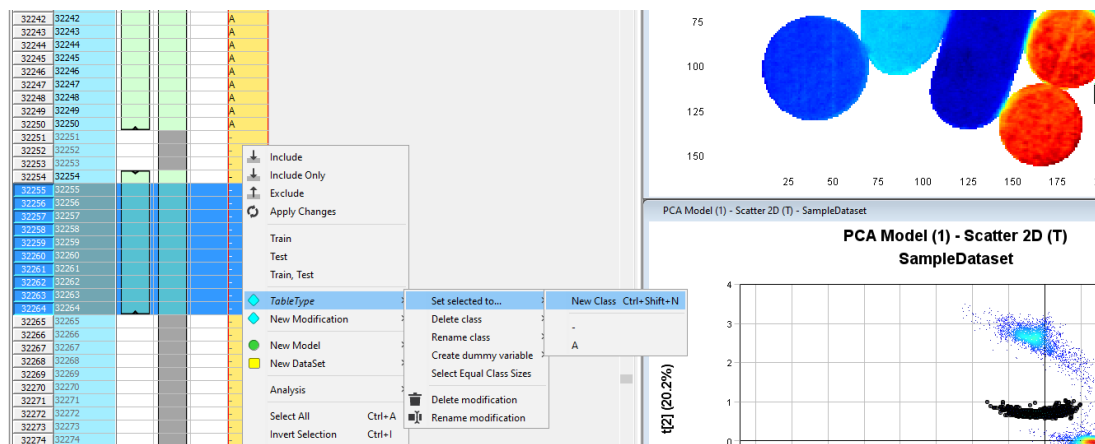 32242 32242 A
32243 32243 A
32244 32244 A
32245 32245 A
32246 32246 A
32247 32247 A
32248 32248 A
32249 32249 A
32250 32250 A
32251 32251 -
32252 32252 -
32253 32253 -
32254 32254 -
32255 32255 -
32256 32256 -
32257 32257 -
32258 32258 -
32259 32259 -
32260 32260 -
32261 32261 -
32262 32262 -
32263 32263 -
32264 32264 -
32265 32265
32266 32266
32267 32267
32268 32268
32269 32269
32270 32270
32271 32271
32272 32272
32273 32273
32274 32274
Include
Include Only
Exclude
Apply Changes
Train
Test
Train, Test
TableType
New Modification
New Model
New DataSet
Analysis
Select All Ctrl+A
Invert Selection Ctrl+I
Set selected to...
Delete class
Rename class
Create dummy variable
Select Equal Class Sizes
Delete modification
Rename modification
New Class Ctrl+Shift+N
-
A
75
100
125
150
25 50 75 100 125 150 175
PCA Model (1) - Scatter 2D (T) - SampleDataset
PCA Model (1) - Scatter 2D (T)
SampleDataset
4
3
2
1
0
t[2] (20.2%)